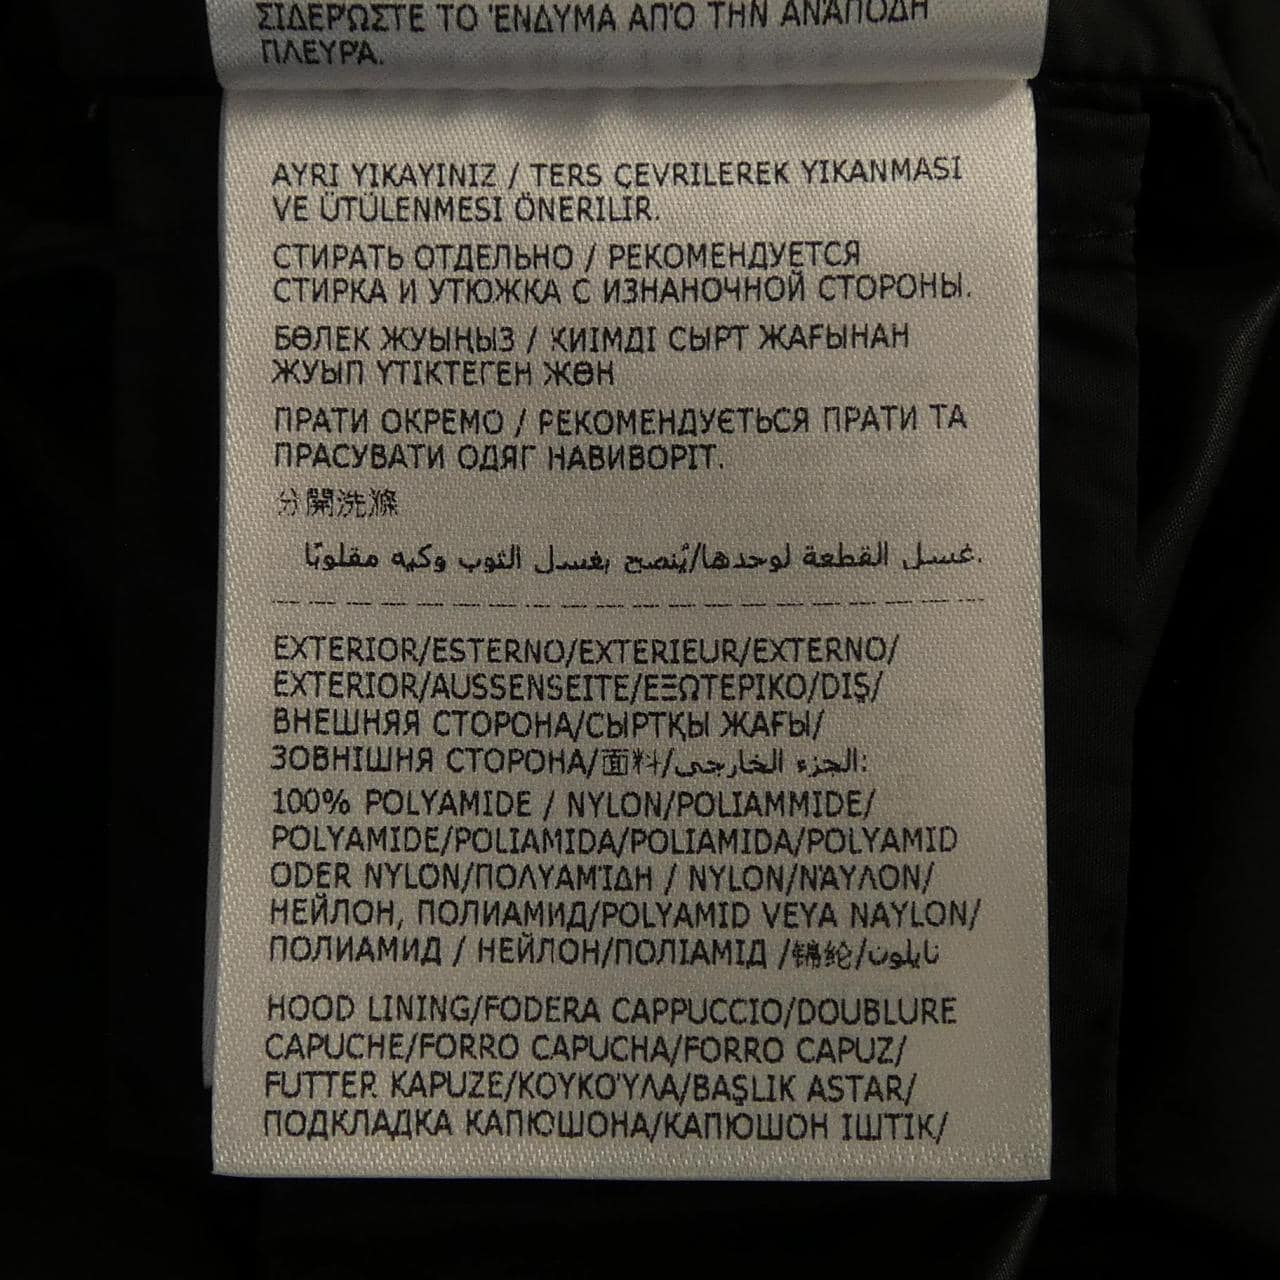 ΣΙΔΕΡΏΣΤΕ ΤΟ ΈΝΔΥΜΑ ΑΠΌ ΤΗΝ ΑΝΆΠΟΔΗ
ΠΛΕΥΡΆ.
AYRI YIKAYINIZ / TERS ÇEVRILEREK YIKANMASI
VE ÜTÜLENMESI ÖNERILIR.
СТИРАТЬ ОТДЕЛЬНО / РЕКОМЕНДУЕТСЯ
СТИРКА И УТЮЖКА С ИЗНАНОЧНОЙ СТОРОНЫ.
БӨЛЕК ЖУЫҢЫЗ / КИІМДІ СЫРТ ЖАҒЫНАН
ЖУЫП ҮТІКТЕГЕН ЖӨН
ПРАТИ ОКРЕМО / РЕКОМЕНДУЄТЬСЯ ПРАТИ ТА
ПРАСУВАТИ ОДЯГ НАВИВОРІТ.
分開洗滌
غسل القطعة لوحدها/يُنصح بغسل الثوب وكيه مقلوبًا.
EXTERIOR/ESTERNO/EXTERIEUR/EXTERNO/
EXTERIOR/AUSSENSEITE/ΕΞΩΤΕΡΙΚΟ/DIŞ/
ВНЕШНЯЯ СТОРОНА/СЫРТҚЫ ЖАҒЫ/
ЗОВНІШНЯ СТОРОНА/面料/الجزء الخارجي:
100% POLYAMIDE / NYLON/POLIAMMIDE/
POLYAMIDE/POLIAMIDA/POLIAMIDA/POLYAMID
ODER NYLON/ΠΟΛΥΑΜΊΔΗ / NYLON/ΝΆΥΛΟΝ/
НЕЙЛОН, ПОЛИАМИД/POLYAMID VEYA NAYLON/
ПОЛИАМИД / НЕЙЛОН/ПОЛІАМІД /锦纶/نايلون
HOOD LINING/FODERA CAPPUCCIO/DOUBLURE
CAPUCHE/FORRO CAPUCHA/FORRO CAPUZ/
FUTTER KAPUZE/ΚΟΥΚΟΎΛΑ/BAŞLIK ASTAR/
ПОДКЛАДКА КАПЮШОНА/КАПЮШОН ІШТІК/